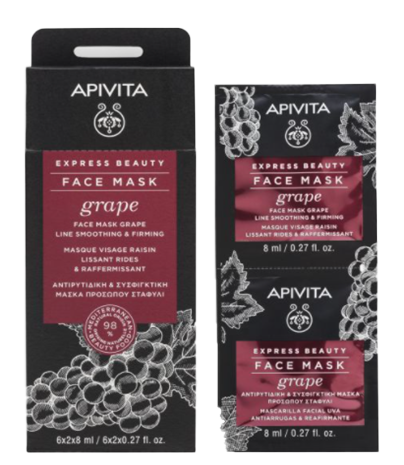 APIVITA
EXPRESS BEAUTY
FACE MASK
grape
FACE MASK GRAPE
LINE SMOOTHING & FIRMING
MASQUE VISAGE RAISIN
LISSANT RIDES
& RAFFERMISSANT
ΑΝΤΙΡΥΤΙΔΙΚΗ & ΣΥΣΦΙΓΚΤΙΚΗ
ΜΑΣΚΑ ΠΡΟΣΩΠΟΥ ΣΤΑΦΥΛΙ
MEDITERRANEAN
BEAUTY FOOD
98
%
6x2x8 ml / 6x2x0.27 fl. oz.
APIVITA
EXPRESS BEAUTY
FACE MASK
grape
FACE MASK GRAPE
LINE SMOOTHING & FIRMING
MASQUE VISAGE RAISIN
LISSANT RIDES & RAFFERMISSANT
8 ml / 0.27 fl. oz.
APIVITA
EXPRESS BEAUTY
FACE MASK
grape
ΑΝΤΙΡΥΤΙΔΙΚΗ & ΣΥΣΦΙΓΚΤΙΚΗ ΜΑΣΚΑ
ΠΡΟΣΩΠΟΥ ΣΤΑΦΥΛΙ
MASCARILLA FACIAL UVA
ANTIARRUGAS & REAFIRMANTE
8 ml / 0.27 fl. oz.